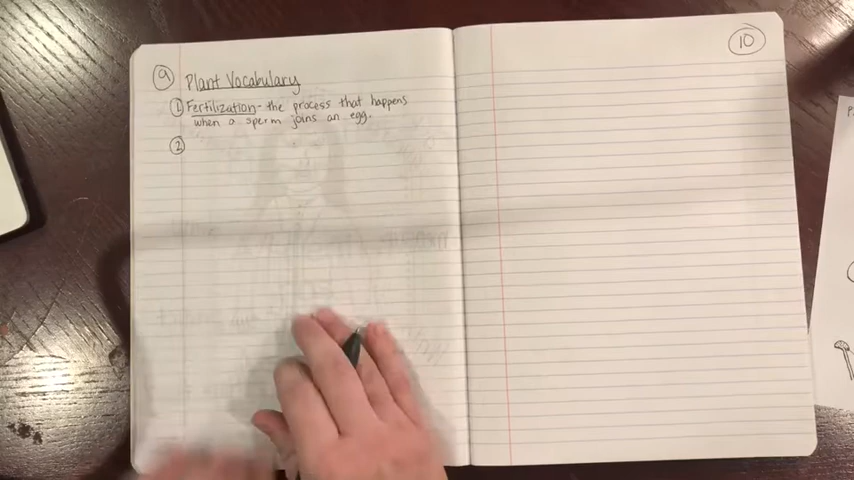 9 Plant Vocabulary
1 Fertilization - the process that happens
when a sperm joins an egg.
2
10
P